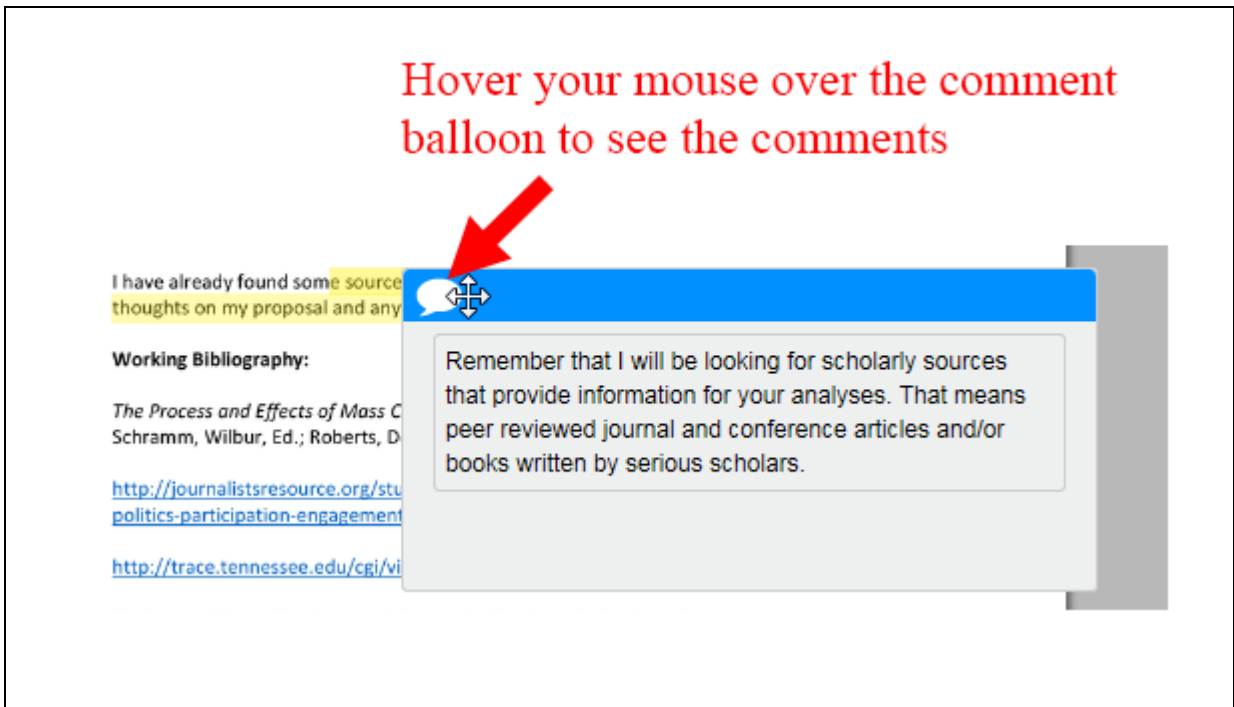 Hover your mouse over the comment
balloon to see the comments
I have already found some source
thoughts on my proposal and any
Working Bibliography:
The Process and Effects of Mass C
Schramm, Wilbur, Ed.; Roberts, D
http://journalistsresource.org/stu
politics-participation-engagement
http://trace.tennessee.edu/cgi/vi
Remember that I will be looking for scholarly sources
that provide information for your analyses. That means
peer reviewed journal and conference articles and/or
books written by serious scholars.